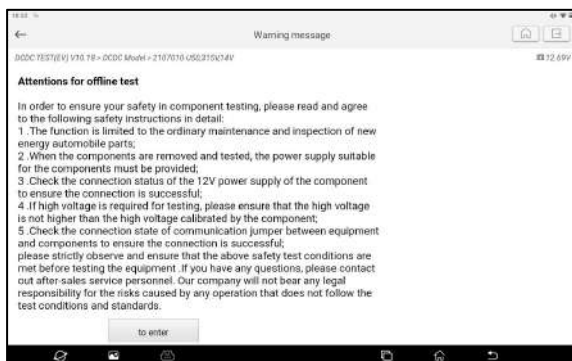 Warning message
DCDC TEST(EV) V10.18 > DCDC Model > 2107010-US0,315V,14V
12.69V
Attentions for offline test
In order to ensure your safety in component testing, please read and agree
to the following safety instructions in detail:
1 .The function is limited to the ordinary maintenance and inspection of new
energy automobile parts;
2 .When the components are removed and tested, the power supply suitable
for the components must be provided;
3 .Check the connection status of the 12V power supply of the component
to ensure the connection is successful;
4 .If high voltage is required for testing, please ensure that the high voltage
is not higher than the high voltage calibrated by the component;
5 .Check the connection state of communication jumper between equipment
and components to ensure the connection is successful;
please strictly observe and ensure that the above safety test conditions are
met before testing the equipment .If you have any questions, please contact
out after-sales service personnel. Our company will not bear any legal
responsibility for the risks caused by any operation that does not follow the
test conditions and standards.
to enter